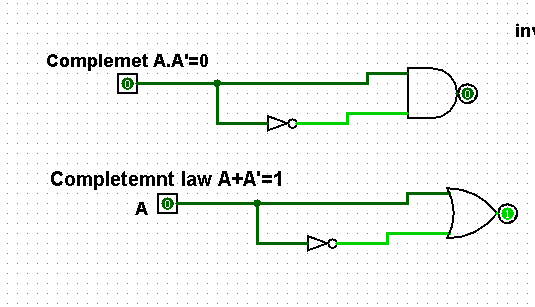 inv
Complemet A.A'=0
0
0
Completemnt law A+A'=1
A
0
1